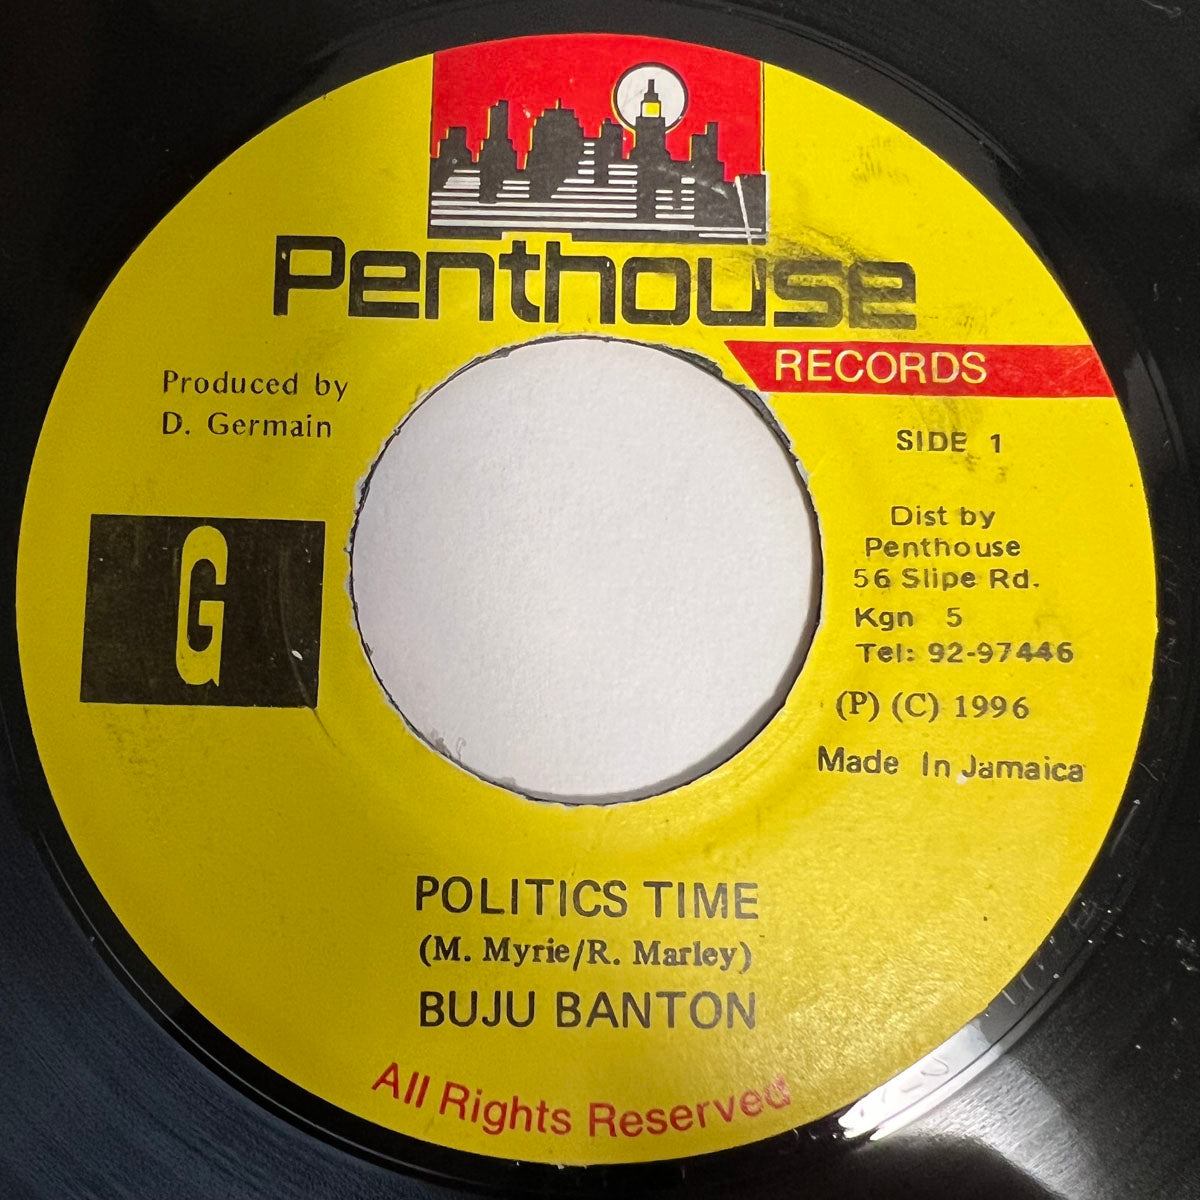 Penthouse
RECORDS
Produced by
D. Germain
G
SIDE 1
Dist by
Penthouse
56 Slipe Rd.
Kgn 5
Tel: 92-97446
(P) (C) 1996
Made In Jamaica
POLITICS TIME
(M. Myrie/R. Marley)
BUJU BANTON
All Rights Reserved